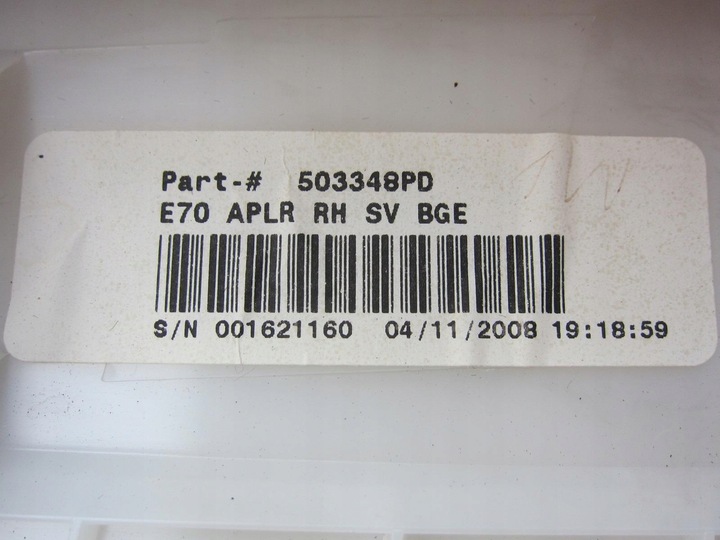 Part-# 503348PD
E70 APLR RH SV BGE
S/N 001621160 04/11/2008 19:18:59